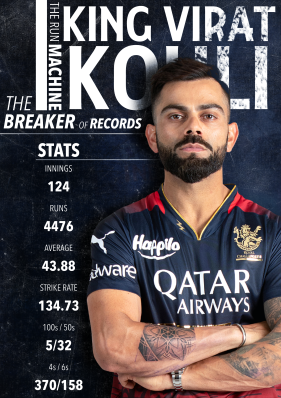 THE RUN MACHINE
KING VIRAT
KOHLI
THE
BREAKER OF RECORDS
STATS
INNINGS
124
RUNS
4476
AVERAGE
43.88
STRIKE RATE
134.73
100s / 50s
5/32
4s / 6s
370/158
Happilo
QATAR
AIRWAYS